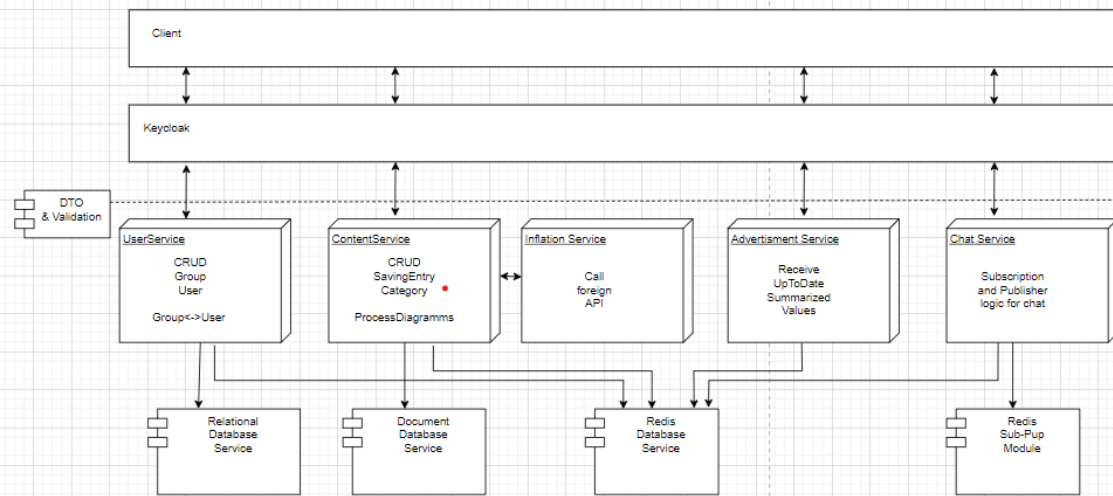 Client
Keycloak
DTO
& Validation
UserService
CRUD
Group
User
Group<->User
ContentService
CRUD
SavingEntry
Category
ProcessDiagramms
Inflation Service
Call
foreign
API
Advertisment Service
Receive
UpToDate
Summarized
Values
Chat Service
Subscription
and Publisher
logic for chat
Relational
Database
Service
Document
Database
Service
Redis
Database
Service
Redis
Sub-Pup
Module